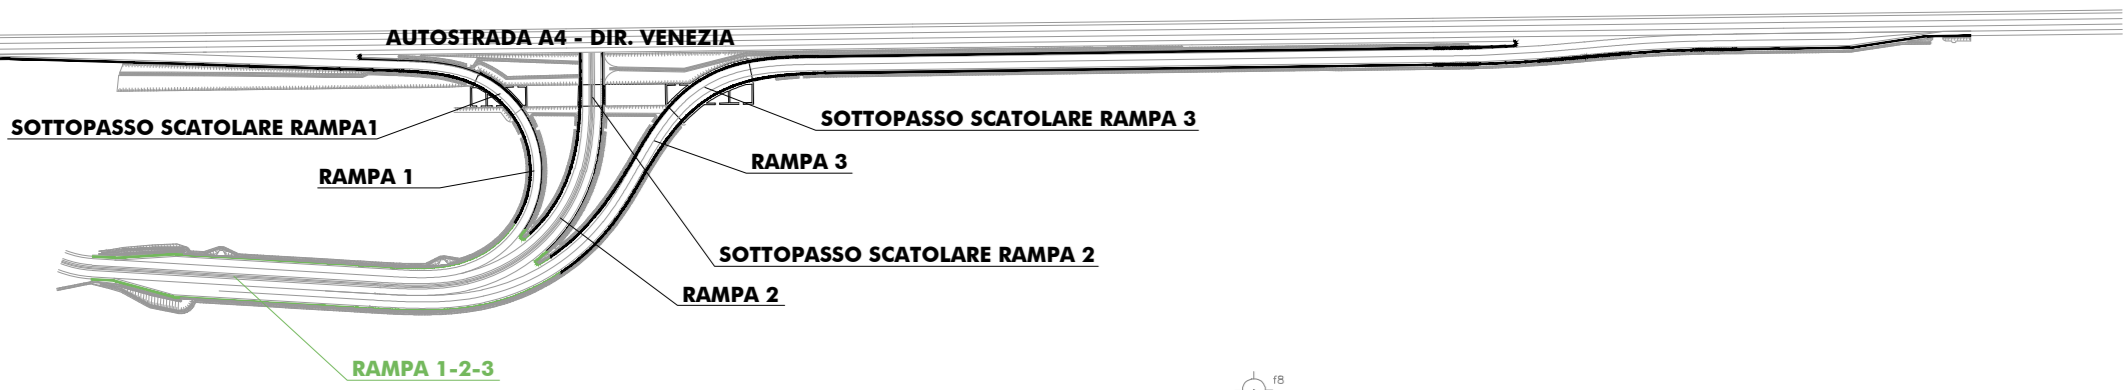 AUTOSTRADA A4 - DIR. VENEZIA
SOTTOPASSO SCATOLARE RAMPA1
SOTTOPASSO SCATOLARE RAMPA 3
RAMPA 3
RAMPA 1
SOTTOPASSO SCATOLARE RAMPA 2
RAMPA 2
RAMPA 1-2-3
f8